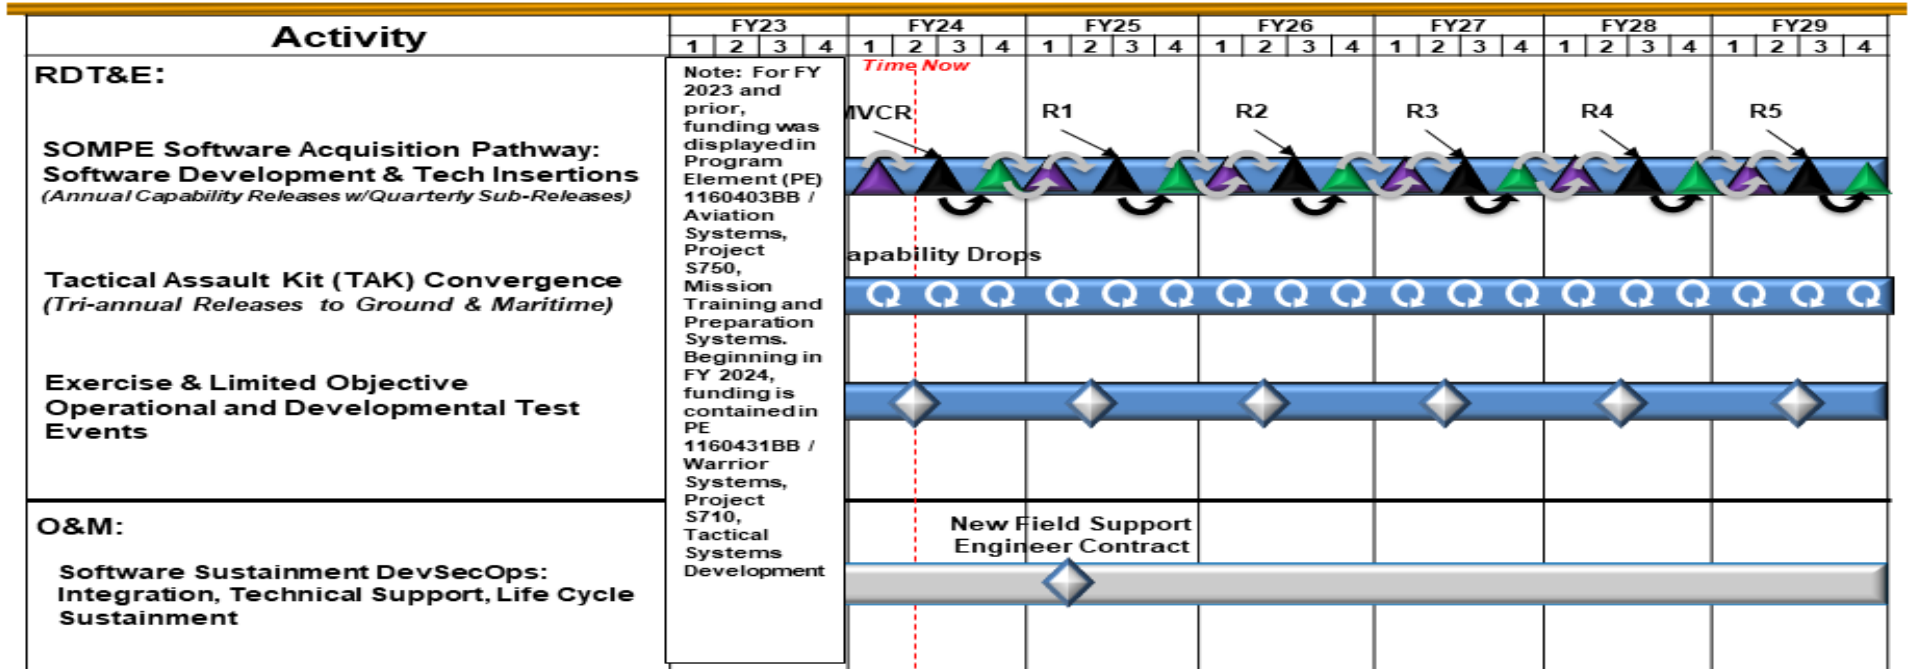 Activity
FY23 FY24 FY25 FY26 FY27 FY28 FY29
1 2 3 4 1 2 3 4 1 2 3 4 1 2 3 4 1 2 3 4 1 2 3 4 1 2 3 4
Time Now
RDT&E:
MVCR R1 R2 R3 R4 R5
SOMPE Software Acquisition Pathway:
Software Development & Tech Insertions
(Annual Capability Releases w/Quarterly Sub-Releases)
apability Drops
Tactical Assault Kit (TAK) Convergence
(Tri-annual Releases to Ground & Maritime)
Exercise & Limited Objective
Operational and Developmental Test
Events
Note: For FY
2023 and
prior,
funding was
displayed in
Program
Element (PE)
1160403BB /
Aviation
Systems,
Project
S750,
Mission
Training and
Preparation
Systems.
Beginning in
FY 2024,
funding is
contained in
PE
1160431BB /
Warrior
Systems,
Project
S710,
Tactical
Systems
Development
O&M:
New Field Support
Engineer Contract
Software Sustainment DevSecOps:
Integration, Technical Support, Life Cycle
Sustainment